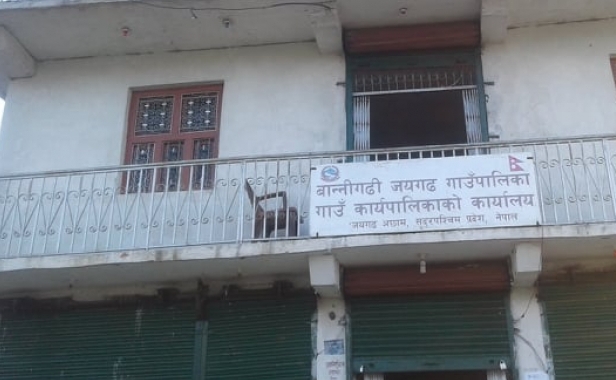 बान्नीगढी जयगढ गाउँपालिका
गाउँ कार्यपालिकाको कार्यालय
जयगढ अछाम, सुदुरपश्चिम प्रदेश, नेपाल